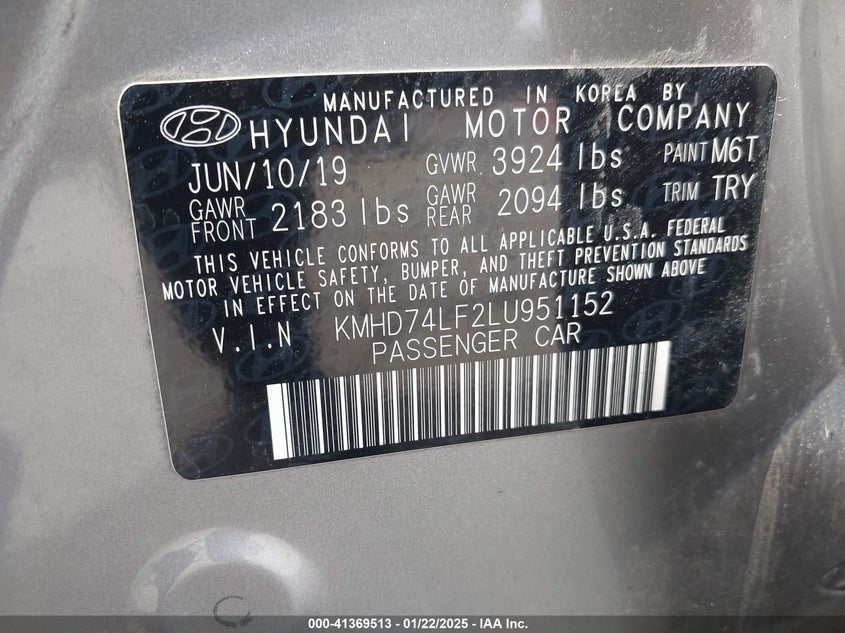 MANUFACTURED IN KOREA BY
HYUNDAI MOTOR COMPANY
JUN/10/19 GVWR 3924 lbs PAINT M6T
GAWR FRONT 2183 lbs GAWR REAR 2094 lbs TRIM TRY
THIS VEHICLE CONFORMS TO ALL APPLICABLE U.S.A. FEDERAL
MOTOR VEHICLE SAFETY, BUMPER, AND THEFT PREVENTION STANDARDS
IN EFFECT ON THE DATE OF MANUFACTURE SHOWN ABOVE
V.I.N KMHD74LF2LU951152
PASSENGER CAR
000-41369513 - 01/22/2025 - IAA Inc.